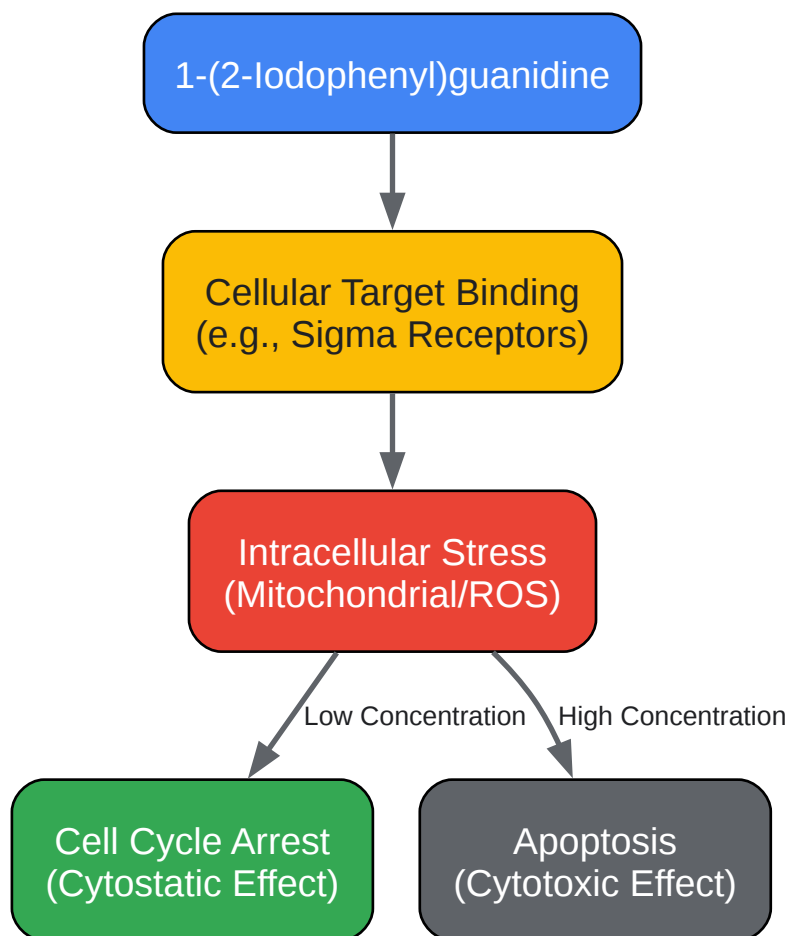 1-(2-Iodophenyl)guanidine
Cellular Target Binding
(e.g., Sigma Receptors)
Intracellular Stress
(Mitochondrial/ROS)
Low Concentration
High Concentration
Cell Cycle Arrest
(Cytostatic Effect)
Apoptosis
(Cytotoxic Effect)